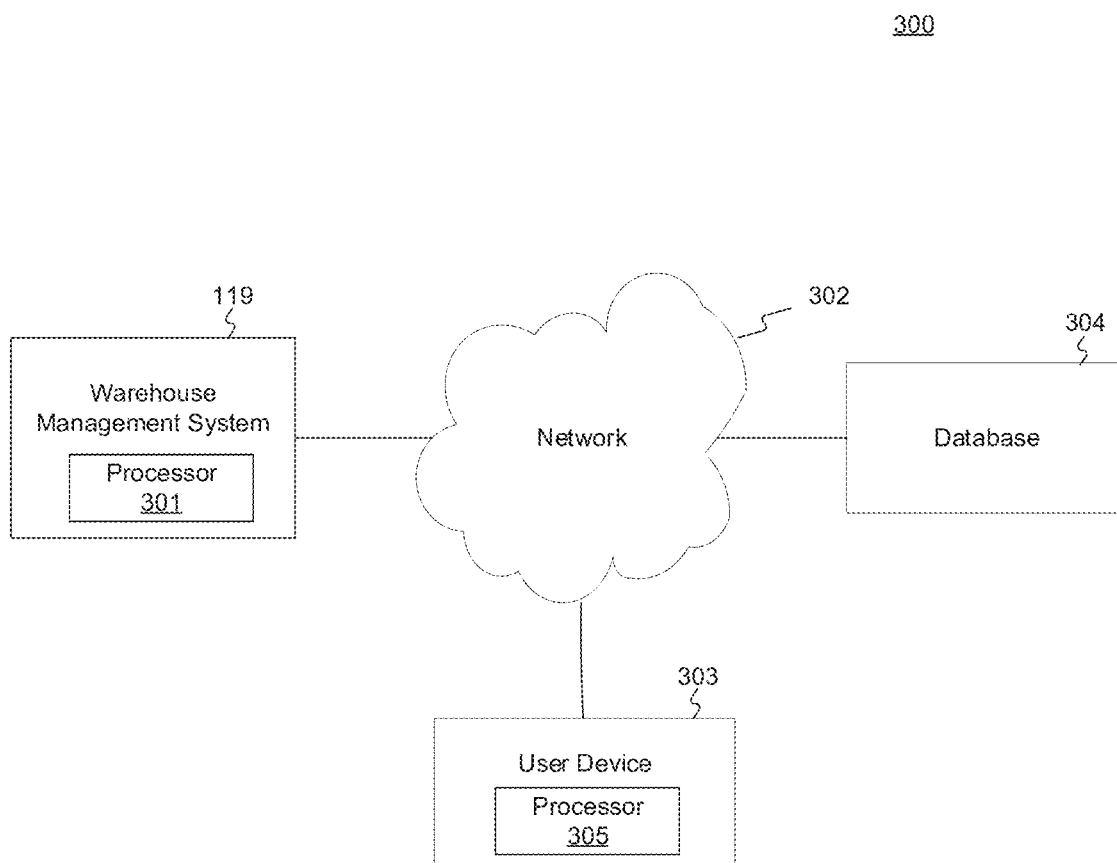 300
119
302
304
Warehouse
Management System
Processor
301
Network
Database
303
User Device
Processor
305